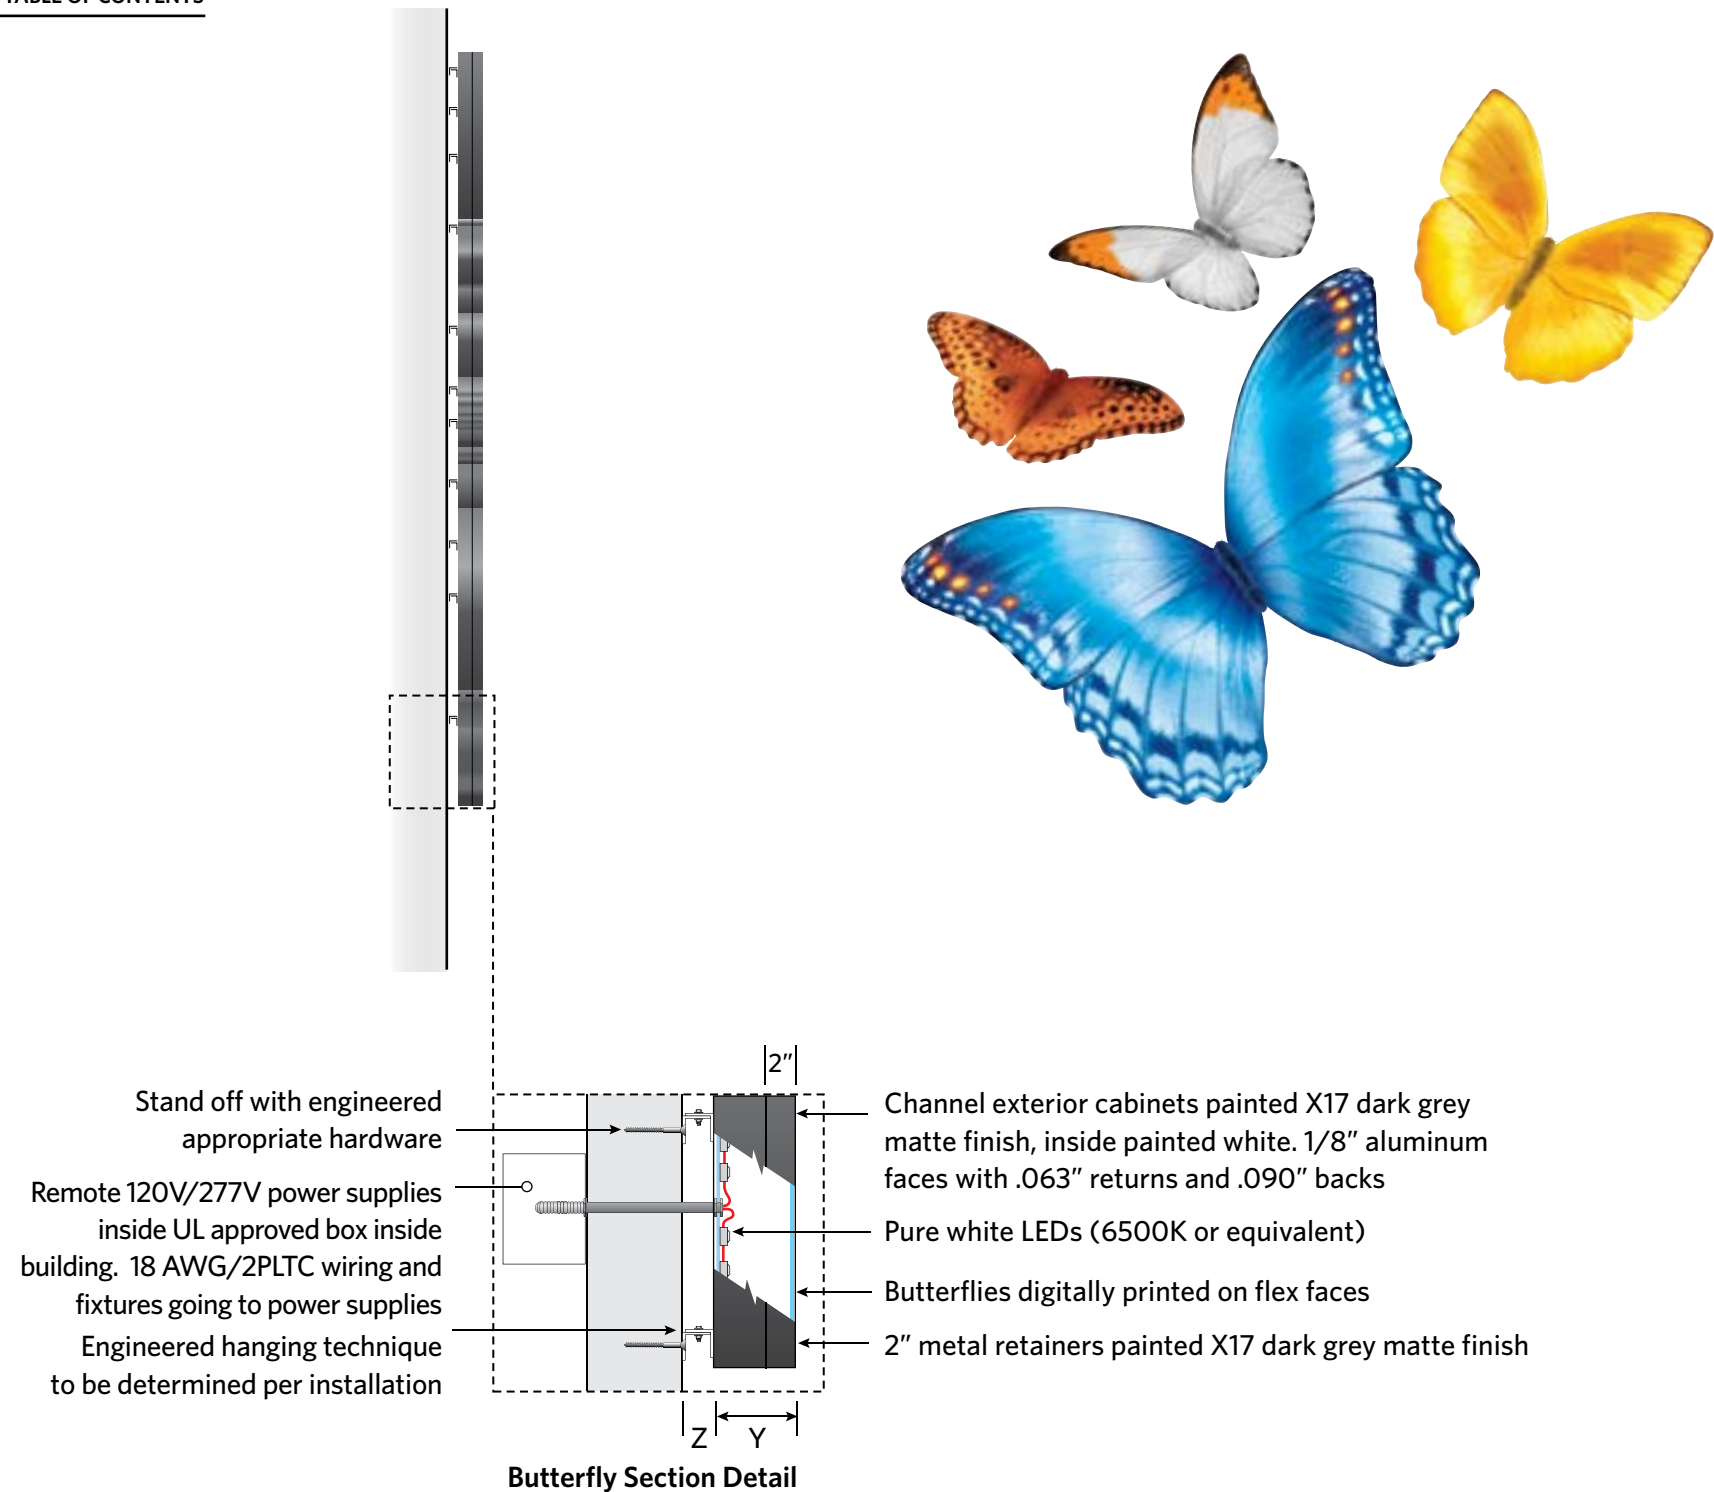 TABLE OF CONTENTS
2”
Stand off with engineered
appropriate hardware
Remote 120V/277V power supplies
inside UL approved box inside
building.  18 AWG/2PLTC wiring and
fixtures going to power supplies
Engineered hanging technique
to be determined per installation
Channel exterior cabinets painted X17 dark grey
matte finish, inside painted white. 1/8” aluminum
faces with .063” returns and .090” backs
Pure white LEDs (6500K or equivalent)
Butterflies digitally printed on flex faces
2” metal retainers painted X17 dark grey matte finish
Z Y
Butterfly Section Detail